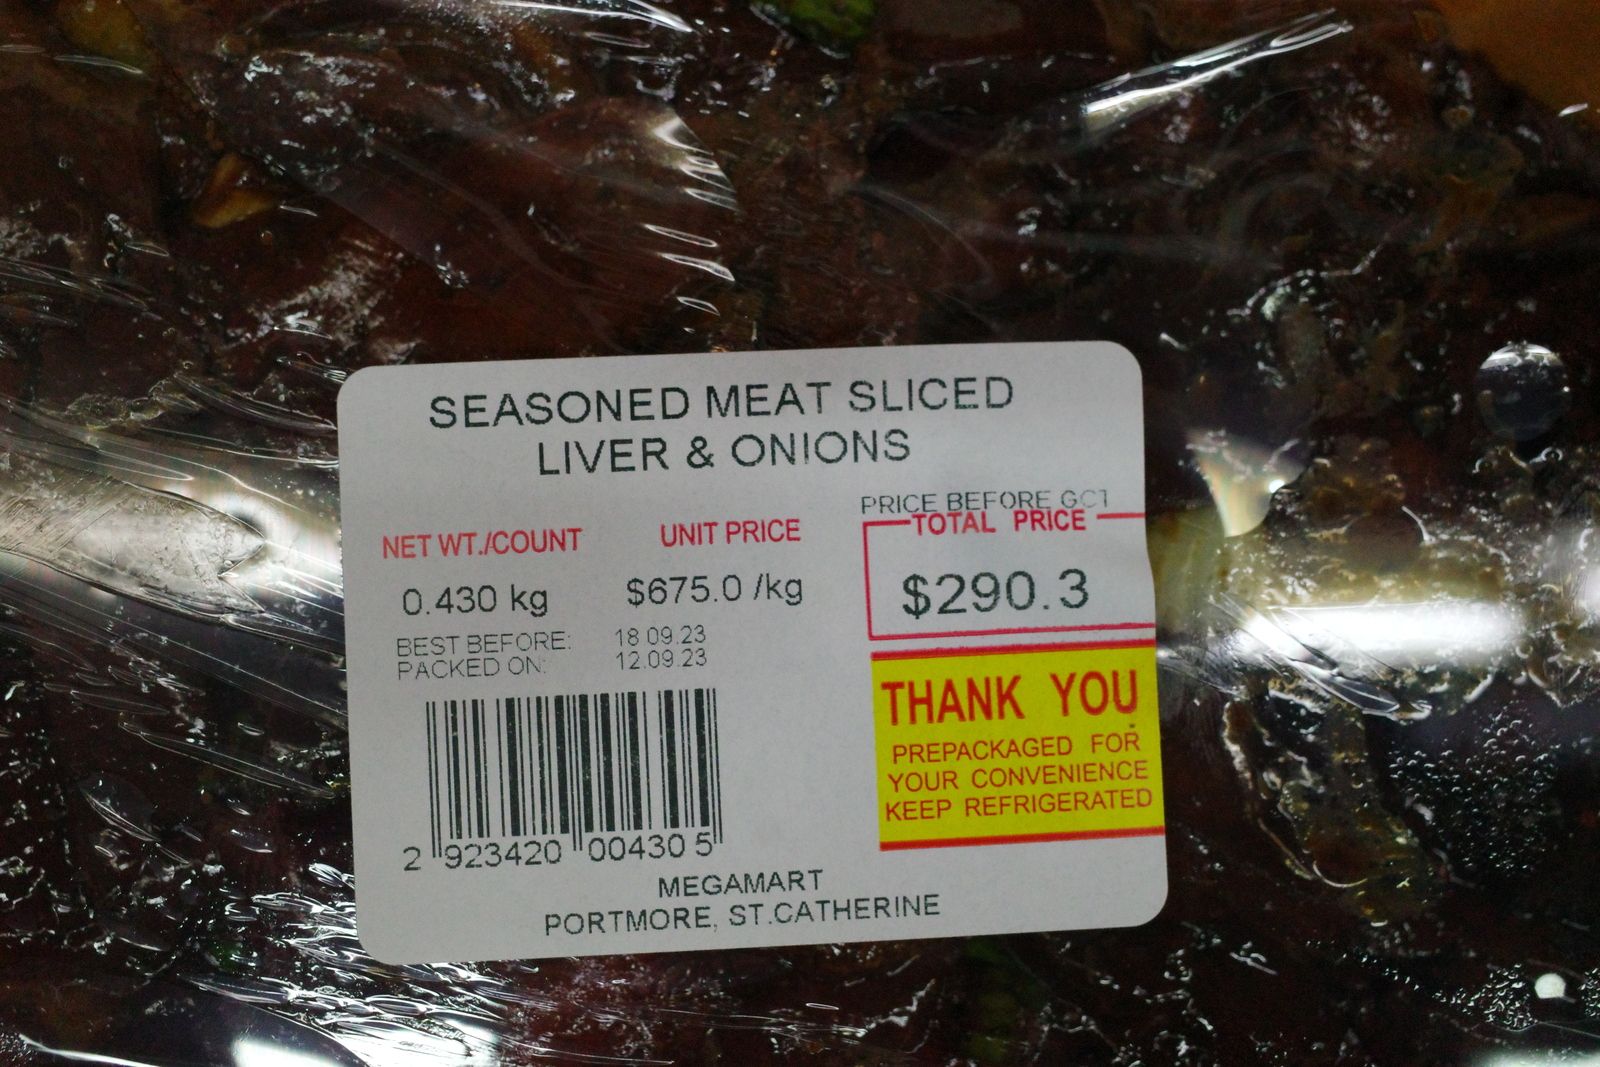 SEASONED MEAT SLICED
LIVER & ONIONS
PRICE BEFORE GCT
NET WT./COUNT UNIT PRICE TOTAL PRICE
0.430 kg $675.0 /kg $290.3
BEST BEFORE: 18.09.23
PACKED ON: 12.09.23
THANK YOU
PREPACKAGED FOR
YOUR CONVENIENCE
KEEP REFRIGERATED
2 923420 004305
MEGAMART
PORTMORE, ST.CATHERINE